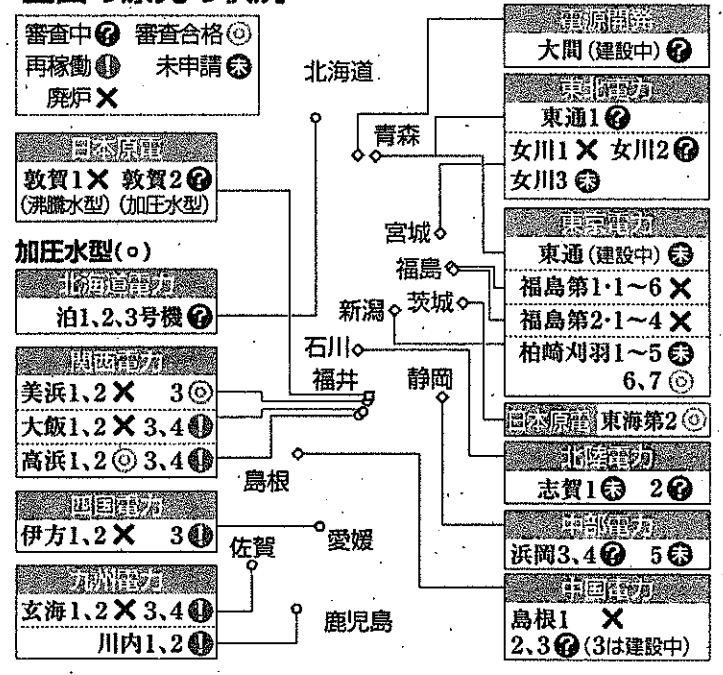 審査中? 審査合格◎
再稼働! 未申請未
廃炉✕
日本原電
敦賀1✕ 敦賀2?
(沸騰水型)(加圧水型)
加圧水型(○)
北海道電力
泊1、2、3号機?
関西電力
美浜1、2✕ 3◎
大飯1、2✕ 3、4!
高浜1、2◎ 3、4!
四国電力
伊方1、2✕ 3!
九州電力
玄海1、2✕ 3、4!
川内1、2!
北海道
青森
宮城
福島
新潟
茨城
石川
福井
静岡
島根
愛媛
佐賀
鹿児島
電源開発
大間(建設中)?
東北電力
東通1?
女川1✕ 女川2?
女川3未
東京電力
東通(建設中)未
福島第1・1〜6✕
福島第2・1〜4✕
柏崎刈羽1〜5未
6、7◎
日本原電 東海第2◎
北陸電力
志賀1未 2?
中部電力
浜岡3、4? 5未
中国電力
島根1 ✕
2、3?(3は建設中)